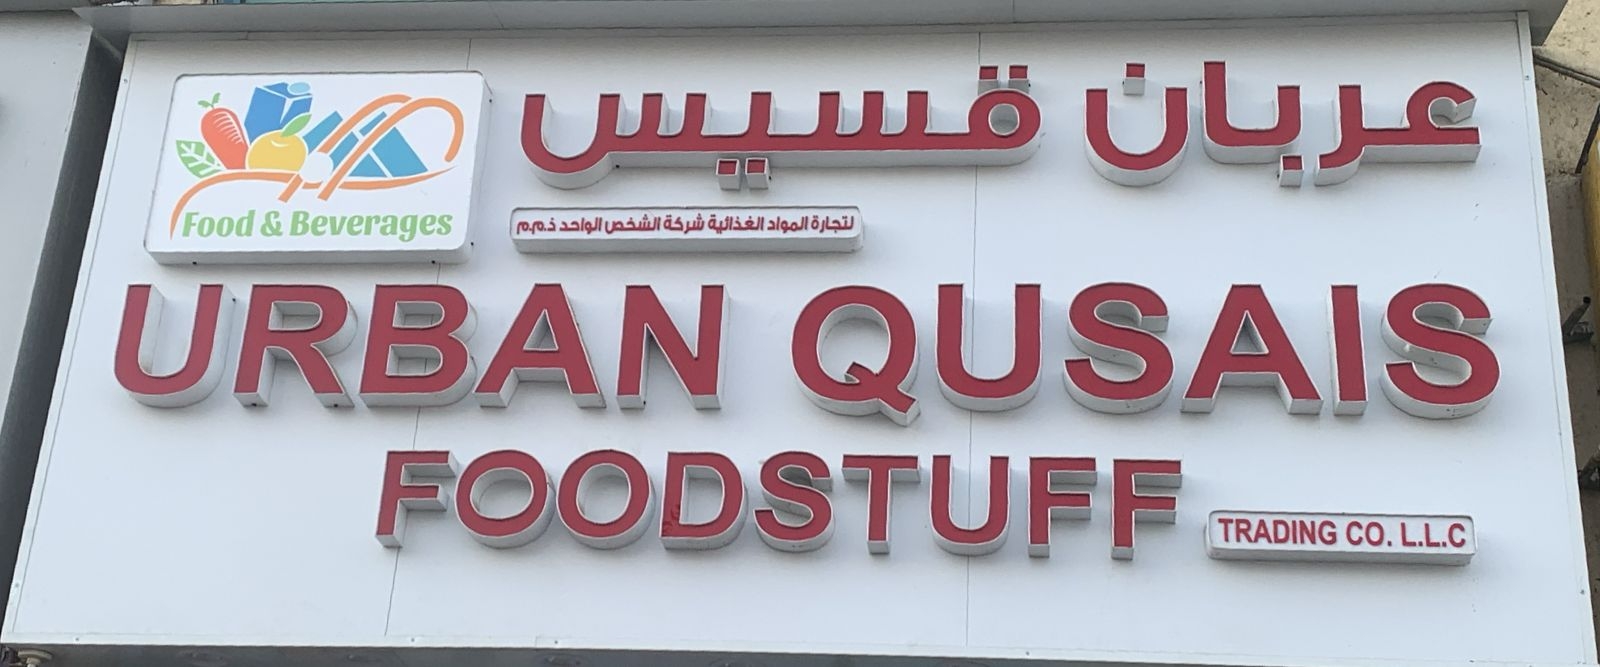 عربان قسيس
Food & Beverages
لتجارة المواد الغذائية شركة الشخص الواحد ذ.م.م
URBAN QUSAIS
FOODSTUFF
TRADING CO. L.L.C